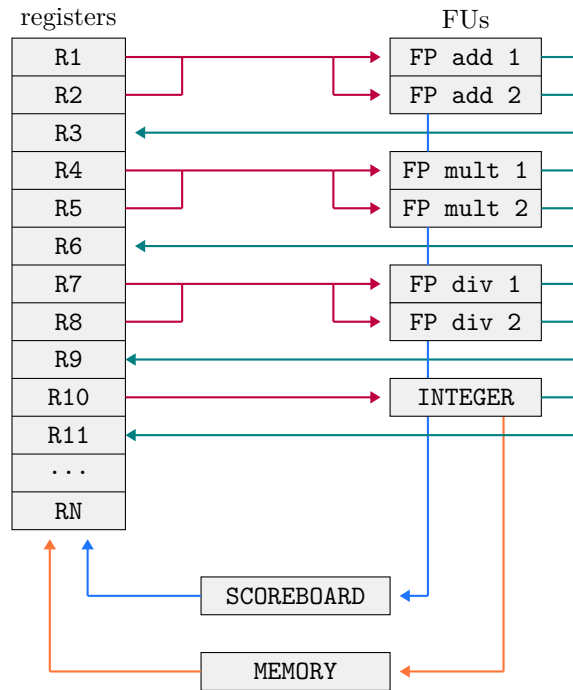 registers
FUs
R1
R2
R3
R4
R5
R6
R7
R8
R9
R10
R11
...
RN
FP add 1
FP add 2
FP mult 1
FP mult 2
FP div 1
FP div 2
INTEGER
SCOREBOARD
MEMORY